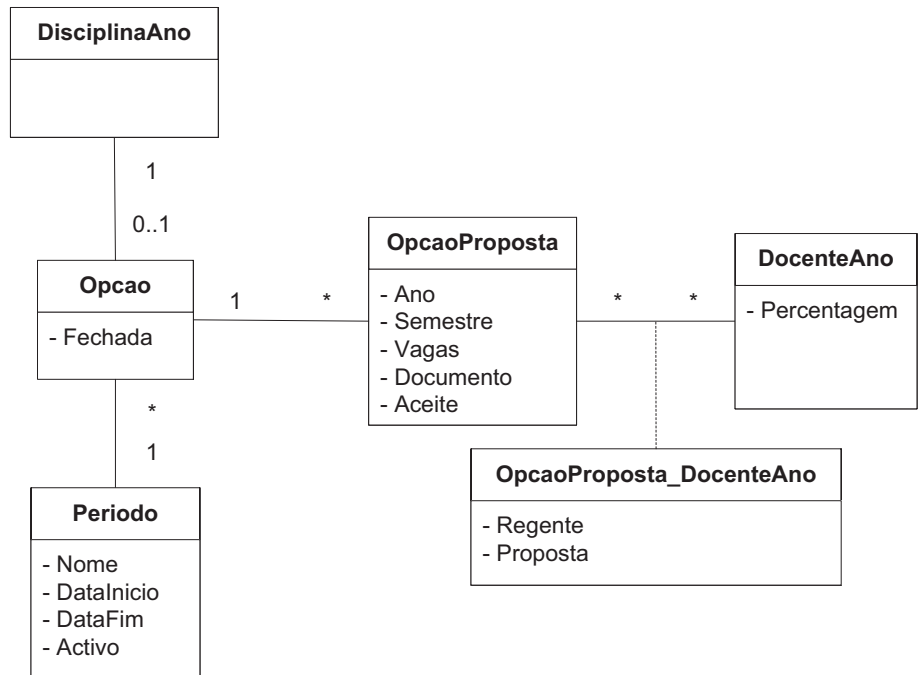 DisciplinaAno
1
0..1
Opcao
- Fechada
1
*
OpcaoProposta
- Ano
- Semestre
- Vagas
- Documento
- Aceite
*
*
DocenteAno
- Percentagem
OpcaoProposta_DocenteAno
- Regente
- Proposta
*
1
Periodo
- Nome
- DataInicio
- DataFim
- Activo